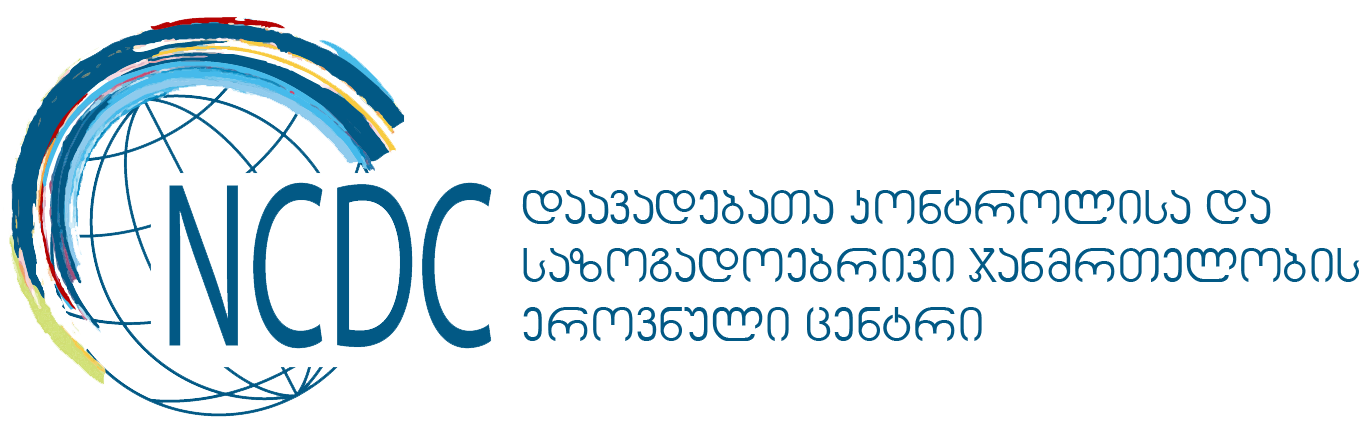 NCDC
დაავადებათა კონტროლისა და
საზოგადოებრივი ჯანმრთელობის
ეროვნული ცენტრი